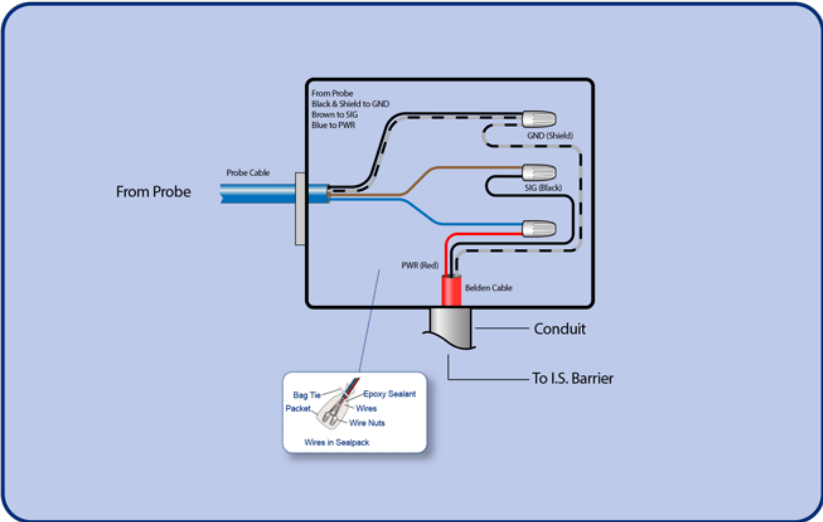 From Probe
Black & Shield to GND
Brown to SIG
Blue to PWR
GND (Shield)
Probe Cable
From Probe
SIG (Black)
PWR (Red)
Belden Cable
Conduit
To I.S. Barrier
Bag Tie
Epoxy Sealant
Packet
Wires
Wire Nuts
Wires in Sealpack